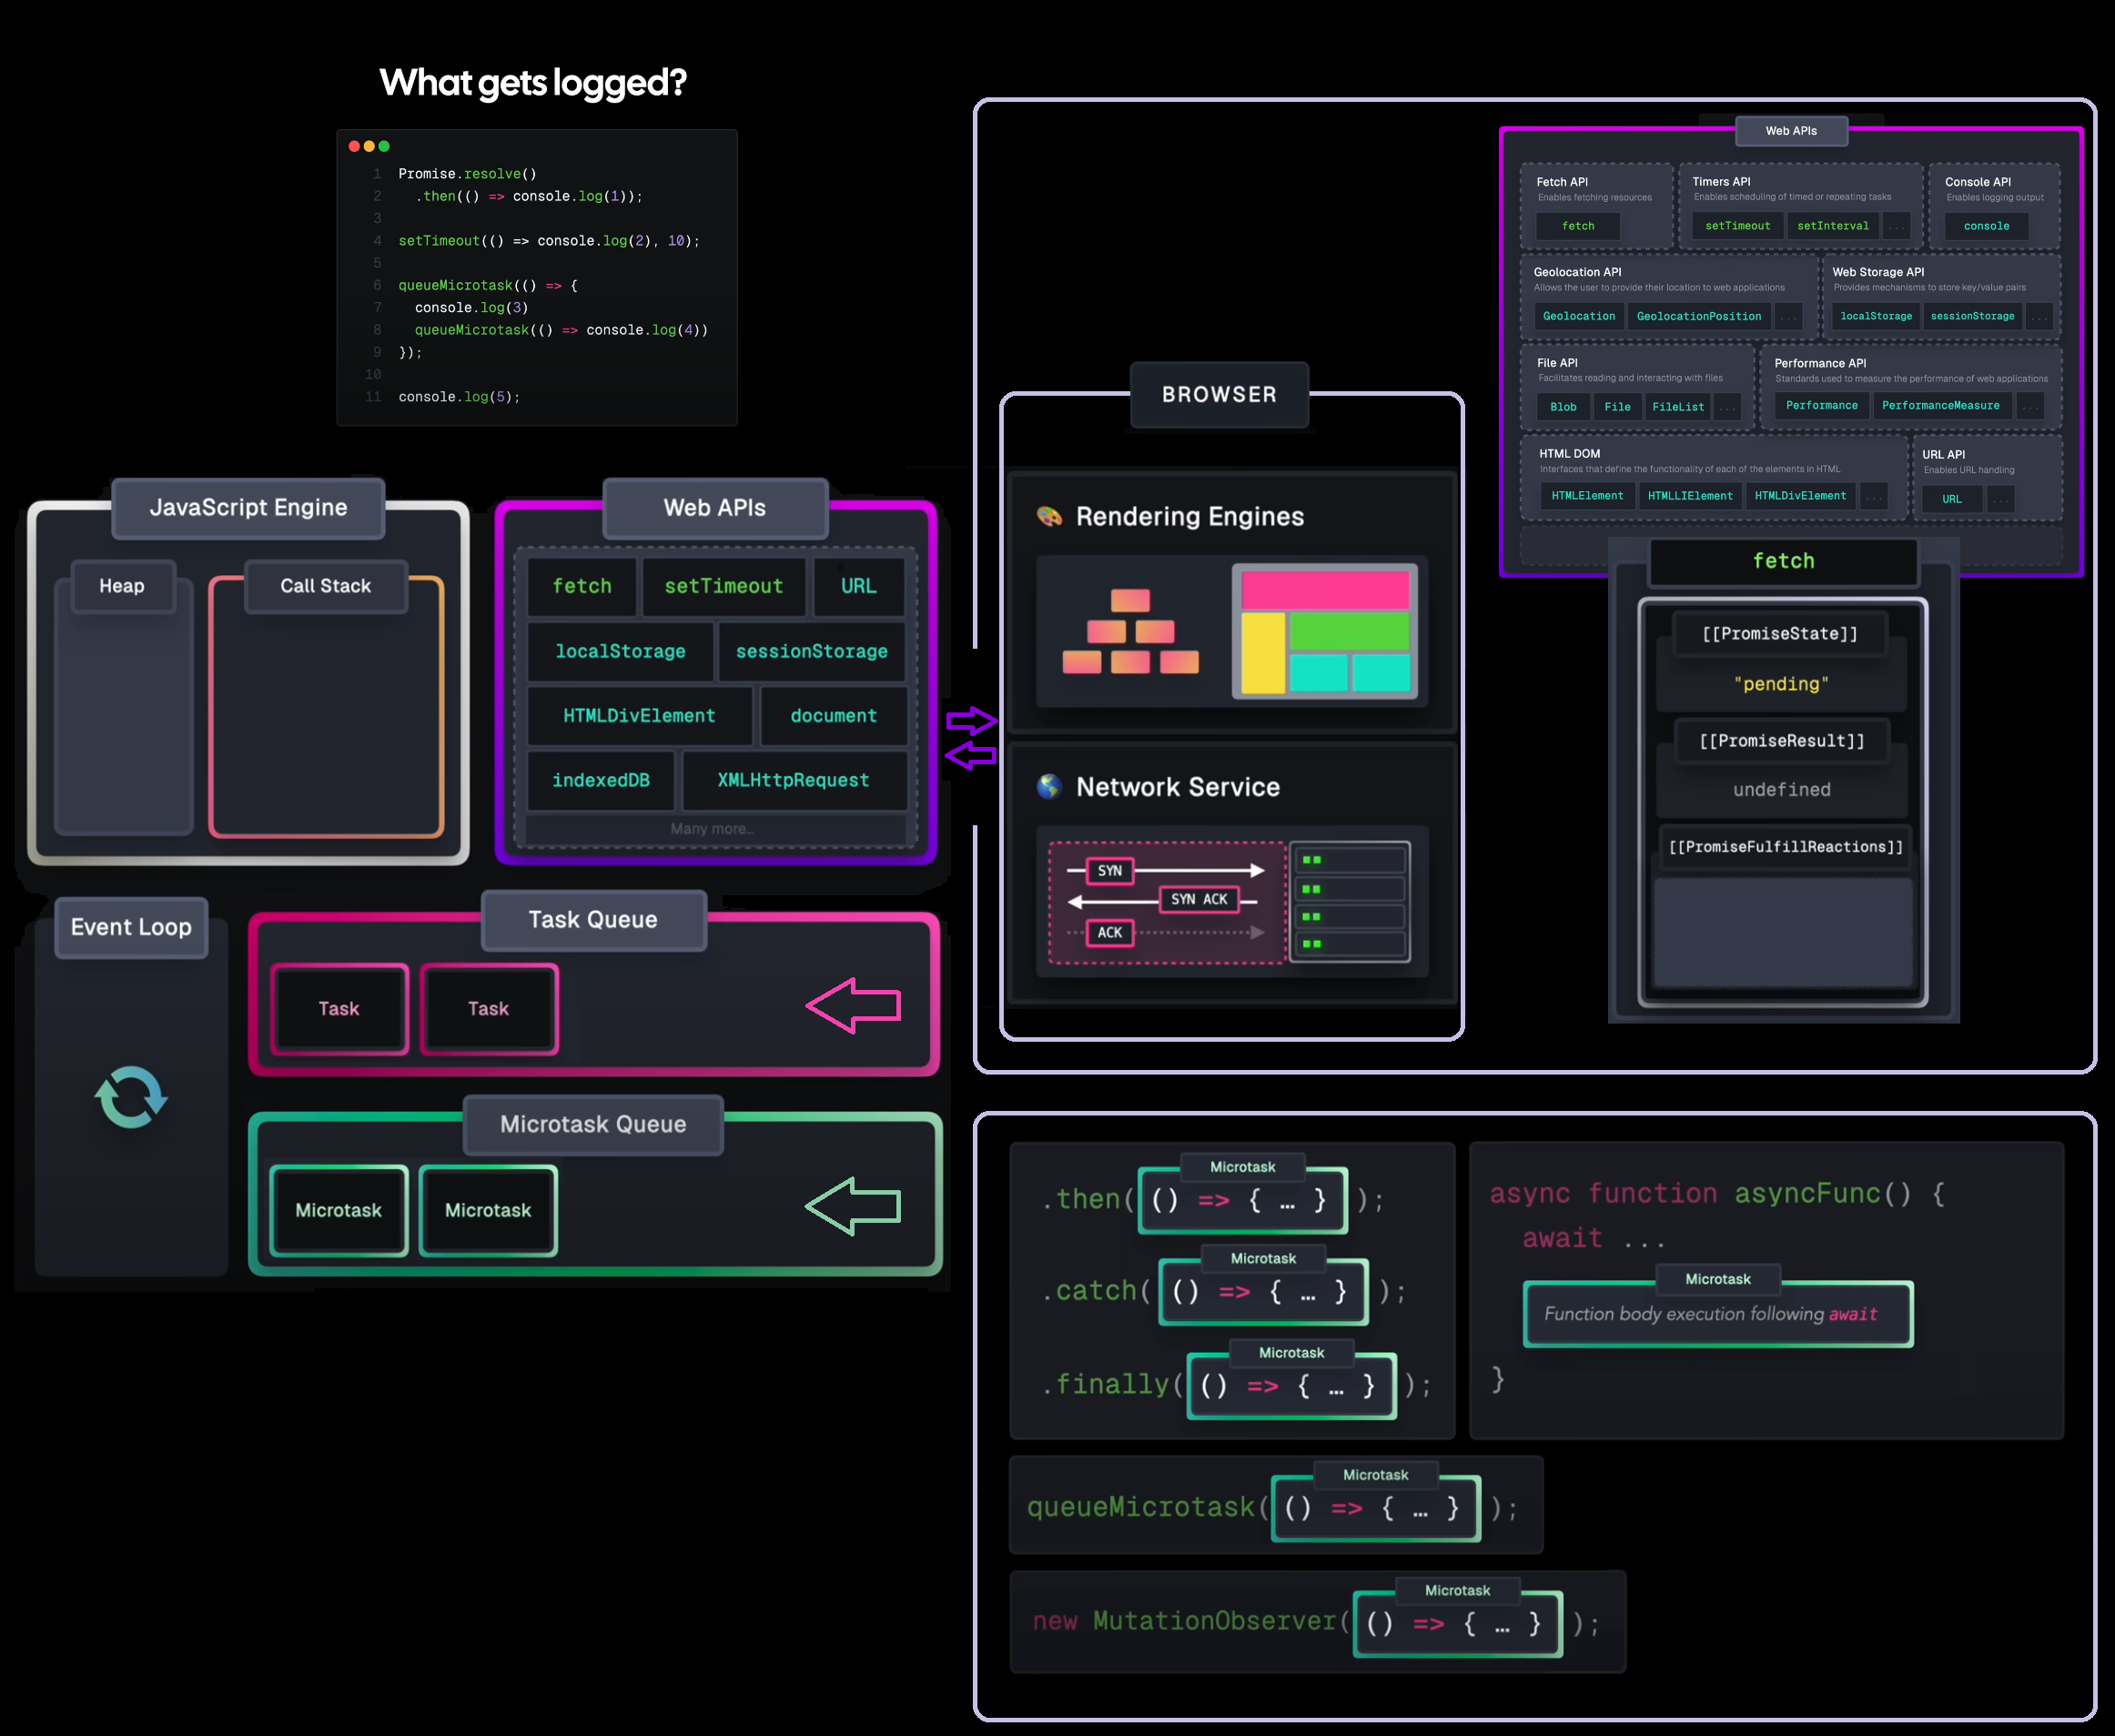 What gets logged?
1 Promise.resolve()
2 .then(() => console.log(1));
3
4 setTimeout(() => console.log(2), 10);
5
6 queueMicrotask(() => {
7 console.log(3)
8 queueMicrotask(() => console.log(4))
9 });
10
11 console.log(5);
JavaScript Engine
Heap
Call Stack
Web APIs
fetch
setTimeout
URL
localStorage
sessionStorage
HTMLDivElement
document
indexedDB
XMLHttpRequest
Many more...
Event Loop
Task Queue
Task
Task
Microtask Queue
Microtask
Microtask
BROWSER
Rendering Engines
Network Service
SYN
SYN ACK
ACK
Web APIs
Fetch API
Enables fetching resources
fetch
Timers API
Enables scheduling of timed or repeating tasks
setTimeout
setInterval
...
Console API
Enables logging output
console
Geolocation API
Allows the user to provide their location to web applications
Geolocation
GeolocationPosition
...
Web Storage API
Provides mechanisms to store key/value pairs
localStorage
sessionStorage
...
File API
Facilitates reading and interacting with files
Blob
File
FileList
...
Performance API
Standards used to measure the performance of web applications
Performance
PerformanceMeasure
...
HTML DOM
Interfaces that define the functionality of each of the elements in HTML
HTMLElement
HTMLLIElement
HTMLDivElement
...
URL API
Enables URL handling
URL
...
fetch
[[PromiseState]]
"pending"
[[PromiseResult]]
undefined
[[PromiseFulfillReactions]]
Microtask
.then(() => { … });
Microtask
.catch(() => { … });
Microtask
.finally(() => { … });
async function asyncFunc() {
await ...
Microtask
Function body execution following await
}
Microtask
queueMicrotask(() => { … });
Microtask
new MutationObserver(() => { … });